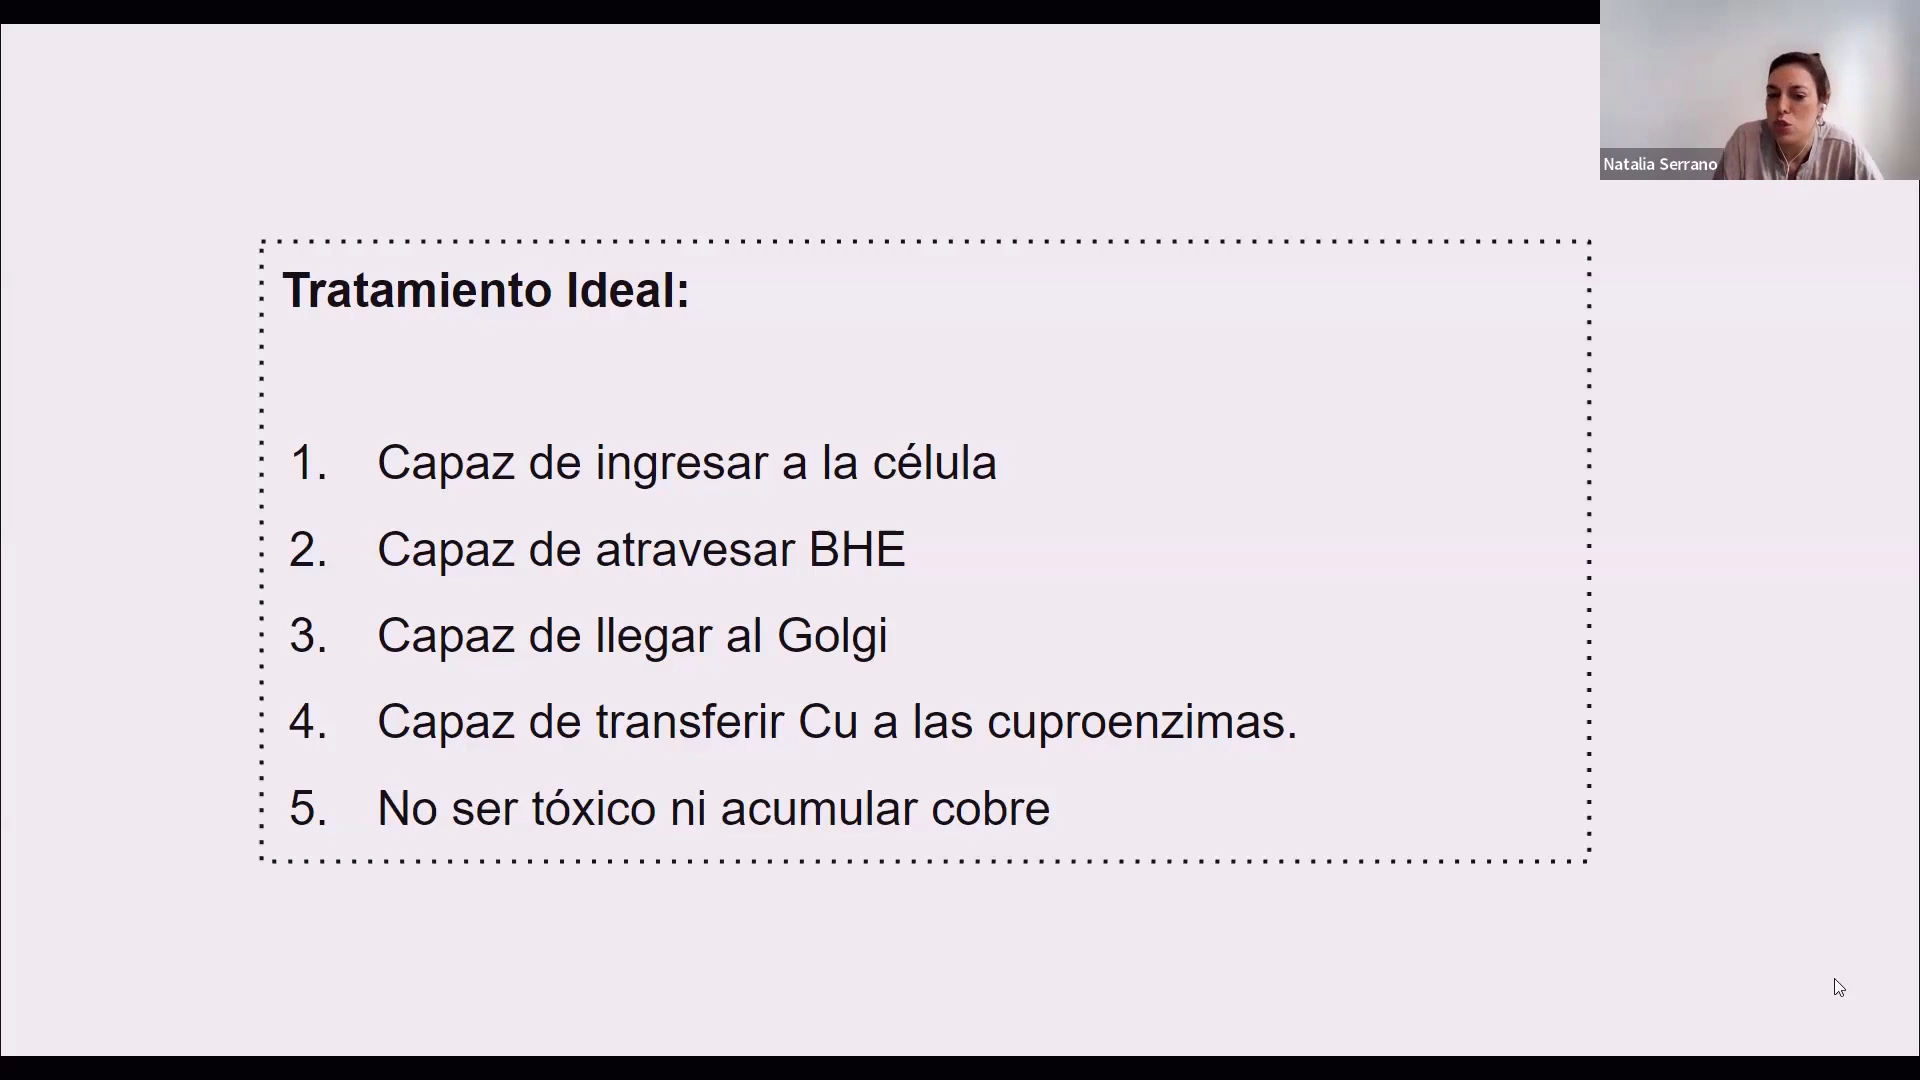 Natalia Serrano
Tratamiento Ideal:
1. Capaz de ingresar a la célula
2. Capaz de atravesar BHE
3. Capaz de llegar al Golgi
4. Capaz de transferir Cu a las cuproenzimas.
5. No ser tóxico ni acumular cobre